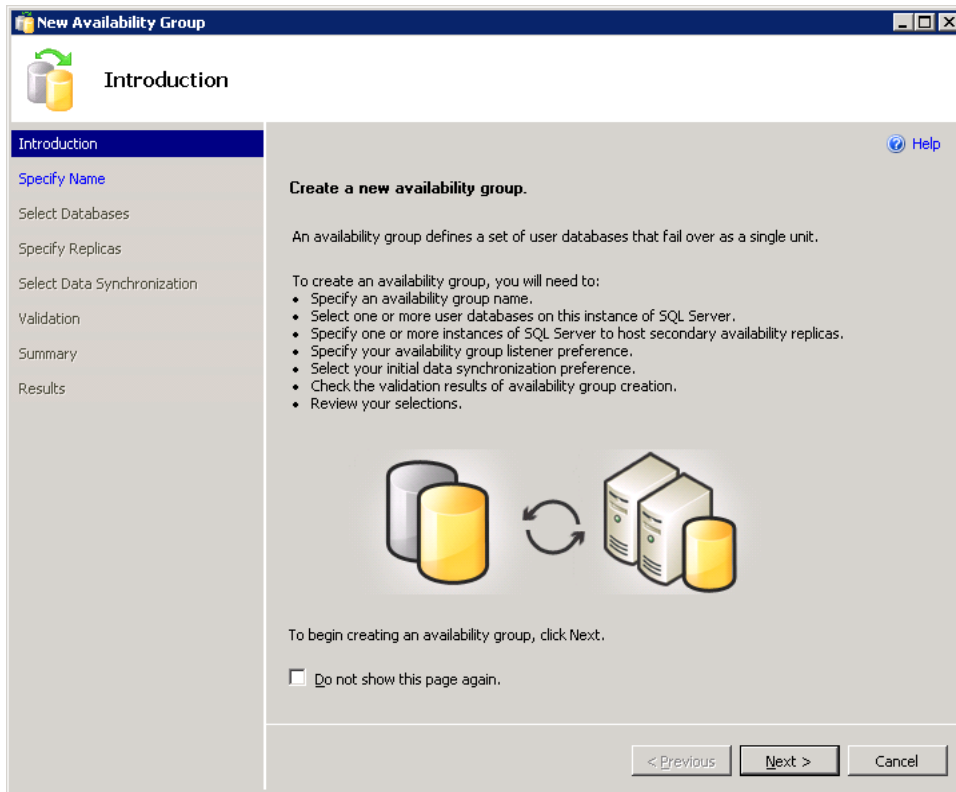 New Availability Group
Introduction
Introduction
Specify Name
Select Databases
Specify Replicas
Select Data Synchronization
Validation
Summary
Results
Help
Create a new availability group.
An availability group defines a set of user databases that fail over as a single unit.
To create an availability group, you will need to:
• Specify an availability group name.
• Select one or more user databases on this instance of SQL Server.
• Specify one or more instances of SQL Server to host secondary availability replicas.
• Specify your availability group listener preference.
• Select your initial data synchronization preference.
• Check the validation results of availability group creation.
• Review your selections.
To begin creating an availability group, click Next.
Do not show this page again.
< Previous
Next >
Cancel